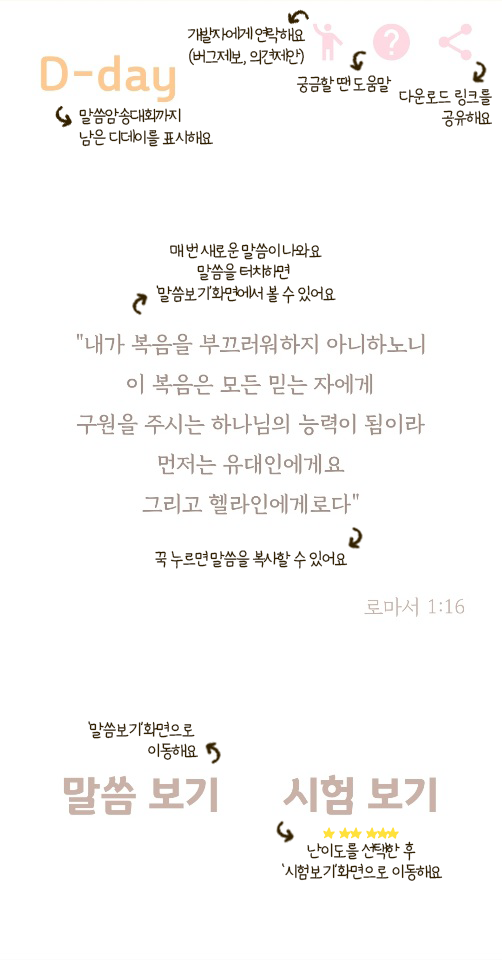 개발자에게 연락해요
(버그제보, 의견제안)
D-day
?
궁금할 땐 도움말
다운로드 링크를
공유해요
말씀암송대회까지
남은 디데이를 표시해요
매번 새로운 말씀이 나와요
말씀을 터치하면
'말씀보기'화면에서 볼 수 있어요
"내가 복음을 부끄러워하지 아니하노니
이 복음은 모든 믿는 자에게
구원을 주시는 하나님의 능력이 됨이라
먼저는 유대인에게요
그리고 헬라인에게로다"
꾹 누르면 말씀을 복사할 수 있어요
로마서 1:16
'말씀보기'화면으로
이동해요
말씀 보기
시험 보기
난이도를 선택한 후
'시험보기'화면으로 이동해요